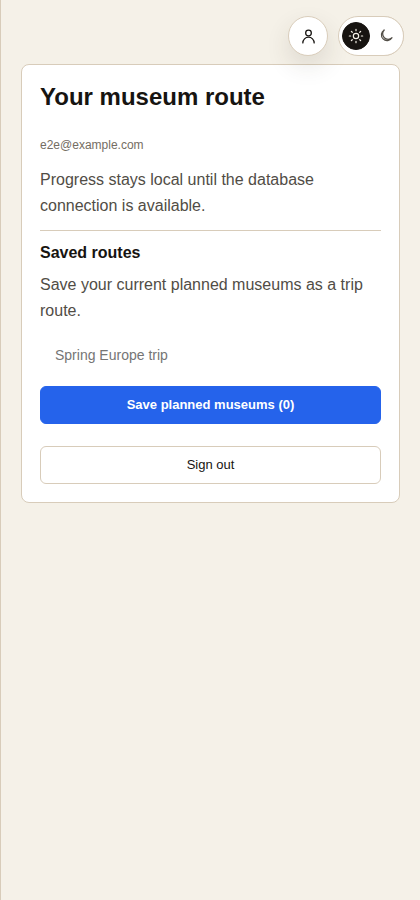 Your museum route
e2e@example.com
Progress stays local until the database
connection is available.
Saved routes
Save your current planned museums as a trip
route.
Spring Europe trip
Save planned museums (0)
Sign out